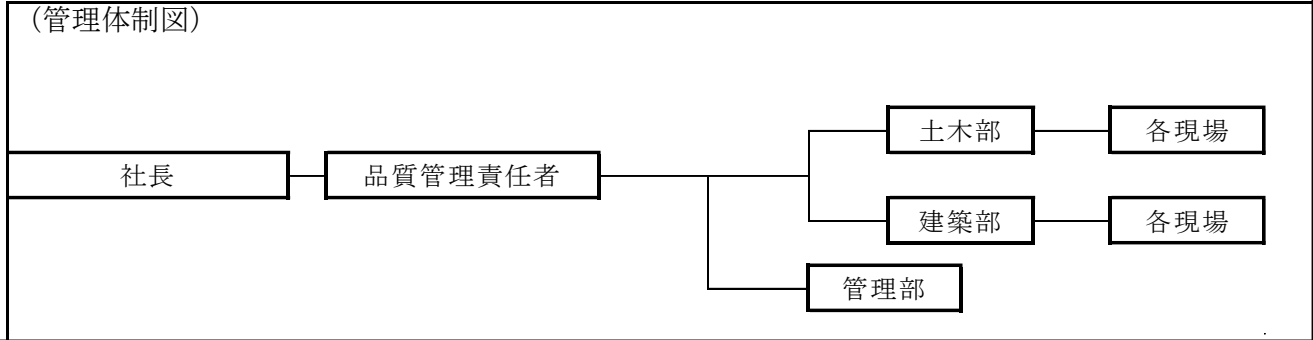 （管理体制図）
土木部
各現場
社長
品質管理責任者
建築部
各現場
管理部